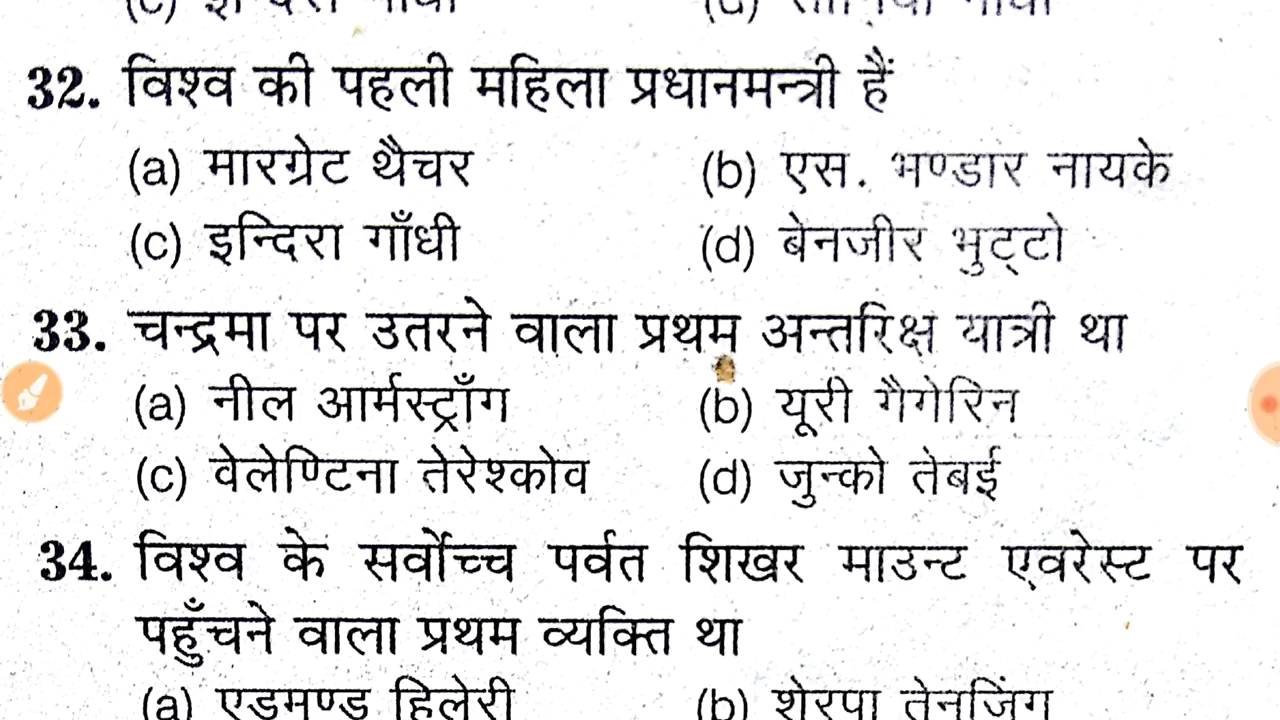 32. विश्व की पहली महिला प्रधानमन्त्री हैं
(a) मारग्रेट थैचर (b) एस. भण्डार नायके
(c) इन्दिरा गाँधी (d) बेनजीर भुट्टो
33. चन्द्रमा पर उतरने वाला प्रथम अन्तरिक्ष यात्री था
(a) नील आर्मस्ट्राँग (b) यूरी गैगेरिन
(c) वेलेण्टिना तेरेश्कोव (d) जुन्को तेबई
34. विश्व के सर्वोच्च पर्वत शिखर माउन्ट एवरेस्ट पर
पहुँचने वाला प्रथम व्यक्ति था
(a) एडमण्ड हिलेरी (b) शेरपा तेनजिंग